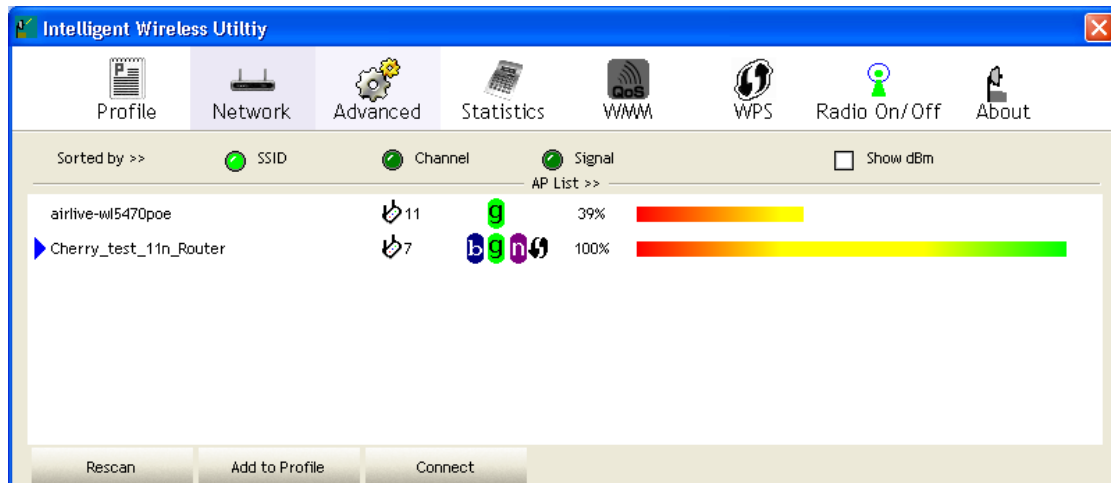 Intelligent Wireless Utiltiy
Profile Network Advanced Statistics WMM WPS Radio On/Off About
Sorted by >> SSID Channel Signal Show dBm
AP List >>
airlive-wl5470poe 11 g 39%
Cherry_test_11n_Router 7 b g n 100%
Rescan Add to Profile Connect